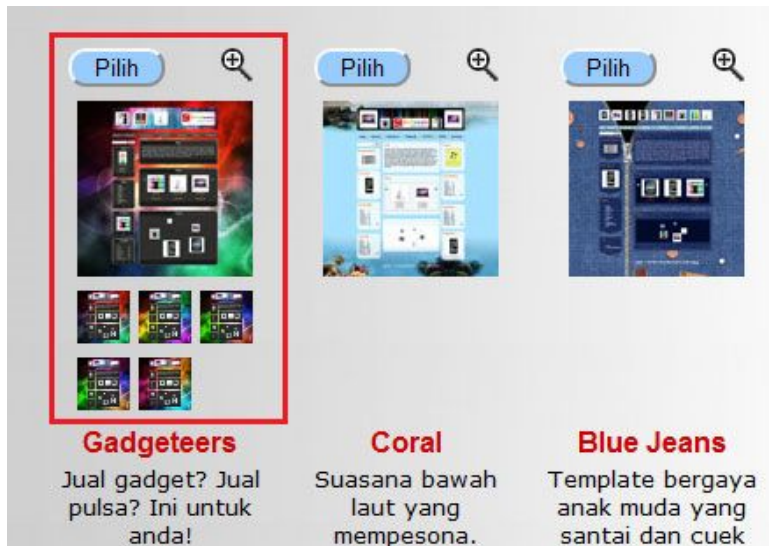 Pilih
Pilih
Pilih
Gadgeteers
Jual gadget? Jual
pulsa? Ini untuk
anda!
Coral
Suasana bawah
laut yang
mempesona.
Blue Jeans
Template bergaya
anak muda yang
santai dan cuek